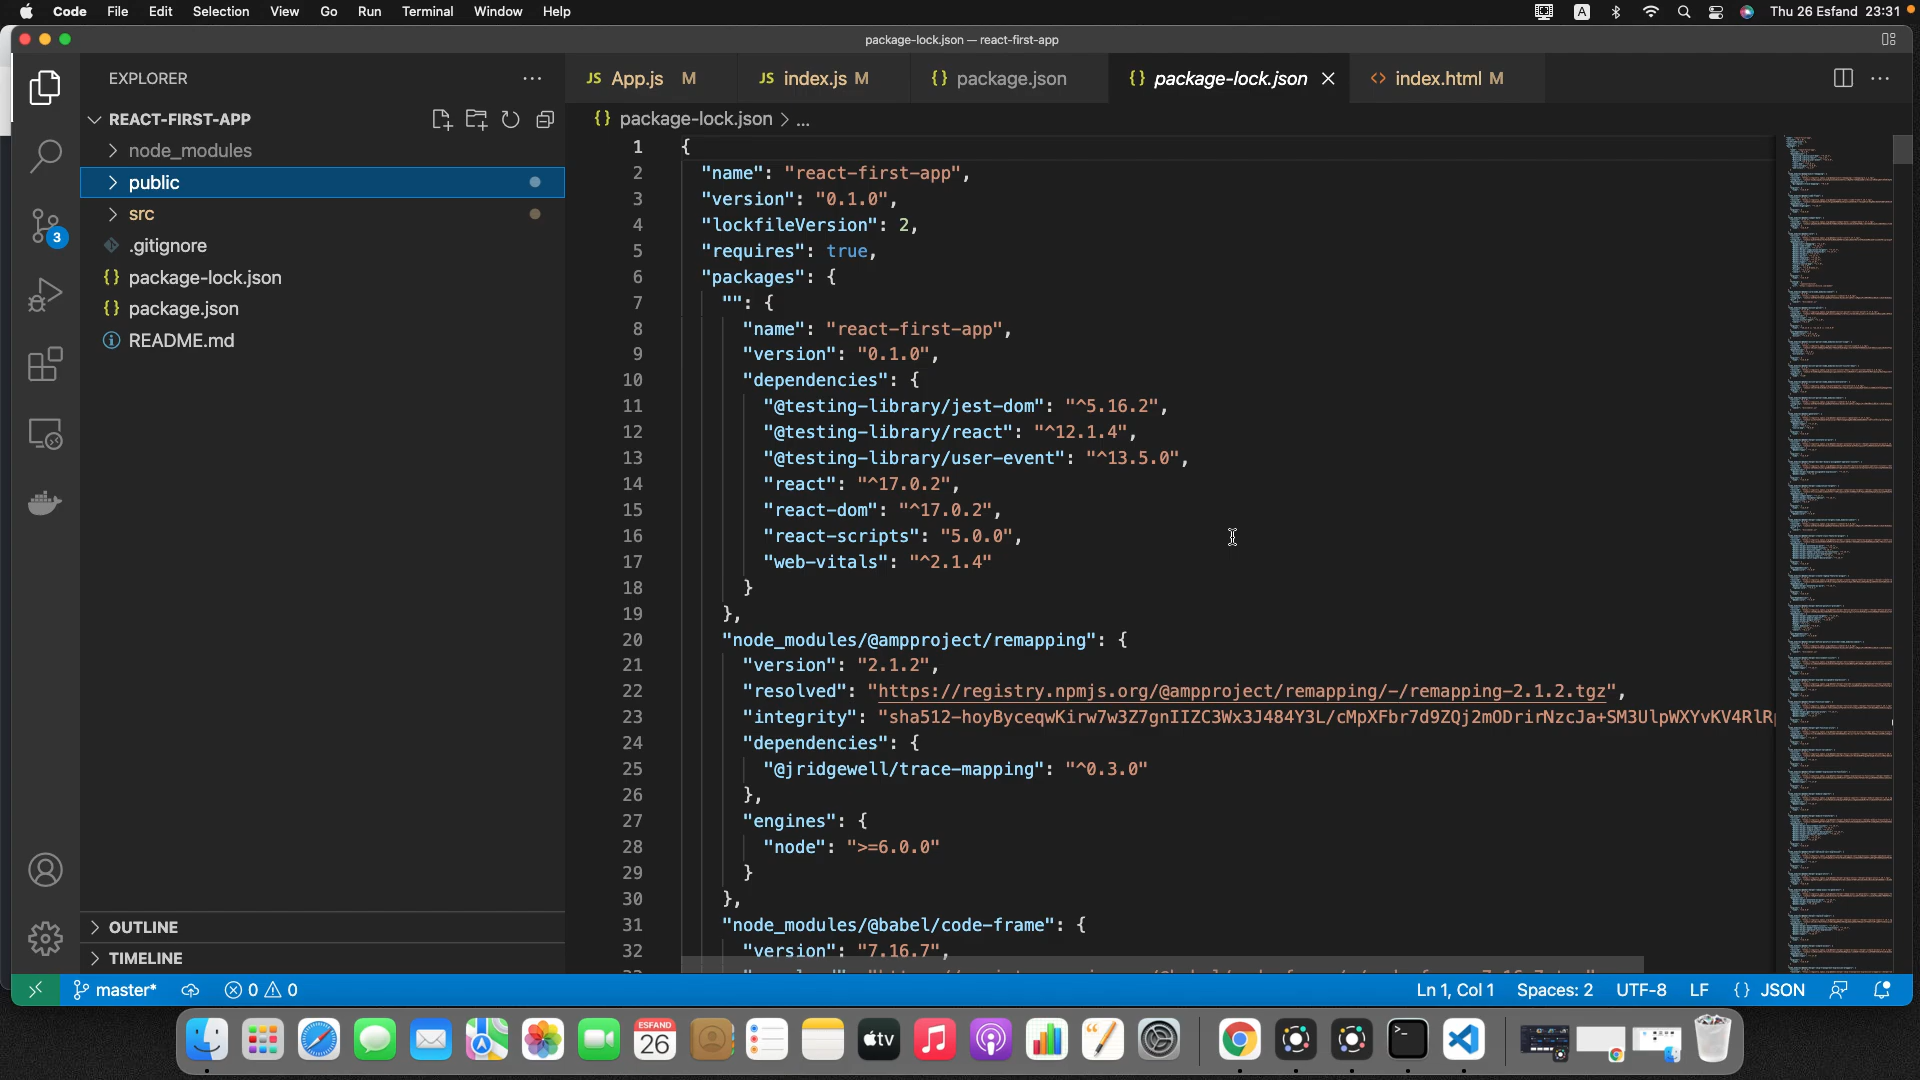 Code File Edit Selection View Go Run Terminal Window Help A Thu 26 Esfand 23:31
package-lock.json — react-first-app
EXPLORER
REACT-FIRST-APP
node_modules
public
src
.gitignore
package-lock.json
package.json
README.md
3
OUTLINE
TIMELINE
JS App.js M JS index.js M {} package.json {} package-lock.json <> index.html M
{} package-lock.json > ...
1 {
2 "name": "react-first-app",
3 "version": "0.1.0",
4 "lockfileVersion": 2,
5 "requires": true,
6 "packages": {
7 "": {
8 "name": "react-first-app",
9 "version": "0.1.0",
10 "dependencies": {
11 "@testing-library/jest-dom": "^5.16.2",
12 "@testing-library/react": "^12.1.4",
13 "@testing-library/user-event": "^13.5.0",
14 "react": "^17.0.2",
15 "react-dom": "^17.0.2",
16 "react-scripts": "5.0.0",
17 "web-vitals": "^2.1.4"
18 }
19 },
20 "node_modules/@ampproject/remapping": {
21 "version": "2.1.2",
22 "resolved": "https://registry.npmjs.org/@ampproject/remapping/-/remapping-2.1.2.tgz",
23 "integrity": "sha512-hoyByceqwKirw7w3Z7gnIIZC3Wx3J484Y3L/cMpXFbr7d9ZQj2mODrirNzcJa+SM3UlpWXYvKV4RlR
24 "dependencies": {
25 "@jridgewell/trace-mapping": "^0.3.0"
26 },
27 "engines": {
28 "node": ">=6.0.0"
29 }
30 },
31 "node_modules/@babel/code-frame": {
32 "version": "7.16.7",
master* 0 0 Ln 1, Col 1 Spaces: 2 UTF-8 LF {} JSON
ESFAND
26
tv